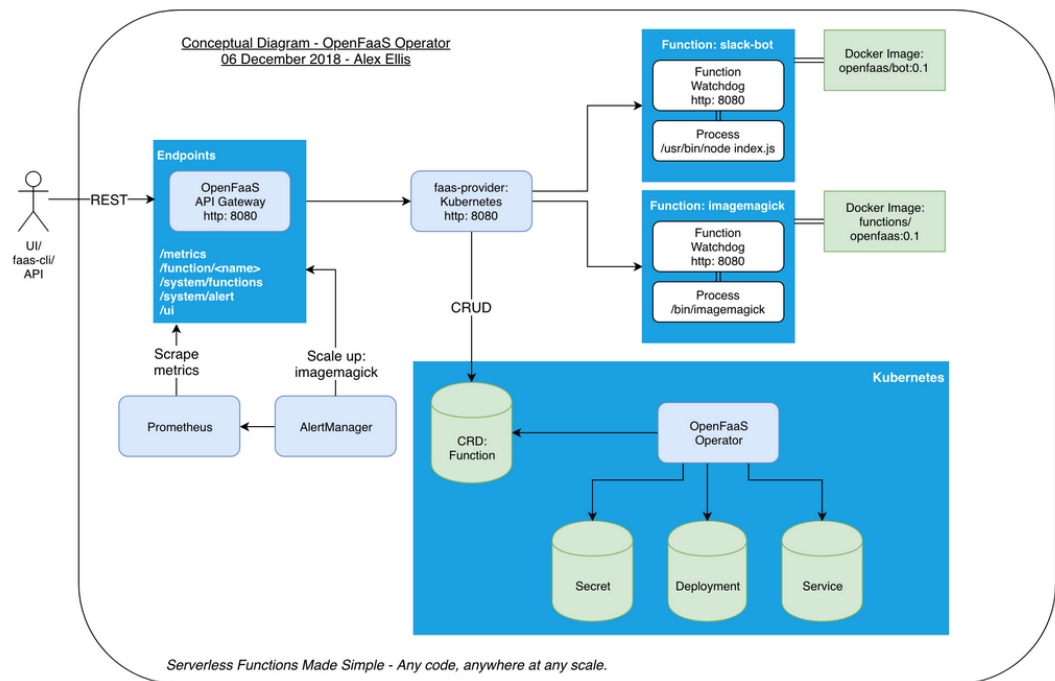 Conceptual Diagram - OpenFaaS Operator
06 December 2018 - Alex Ellis
UI/
faas-cli/
API
REST
Endpoints
OpenFaaS
API Gateway
http: 8080
/metrics
/function/<name>
/system/functions
/system/alert
/ui
faas-provider:
Kubernetes
http: 8080
Function: slack-bot
Function
Watchdog
http: 8080
Process
/usr/bin/node index.js
Docker Image:
openfaas/bot:0.1
Function: imagemagick
Function
Watchdog
http: 8080
Process
/bin/imagemagick
Docker Image:
functions/
openfaas:0.1
Scrape
metrics
Scale up:
imagemagick
Prometheus
AlertManager
CRUD
Kubernetes
CRD:
Function
OpenFaaS
Operator
Secret
Deployment
Service
Serverless Functions Made Simple - Any code, anywhere at any scale.